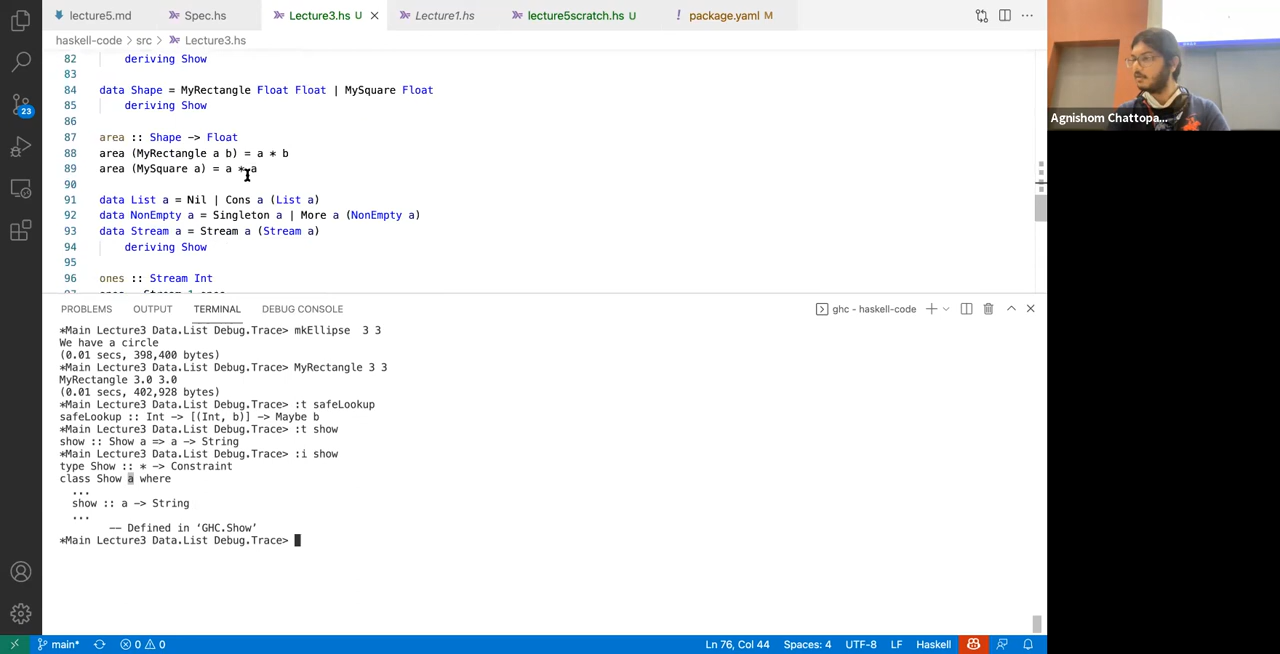 lecture5.md
Spec.hs
Lecture3.hs U
Lecture1.hs
lecture5scratch.hs U
! package.yaml M
haskell-code > src > Lecture3.hs
82 deriving Show
83
84 data Shape = MyRectangle Float Float | MySquare Float
85 deriving Show
86
87 area :: Shape -> Float
88 area (MyRectangle a b) = a * b
89 area (MySquare a) = a * a
90
91 data List a = Nil | Cons a (List a)
92 data NonEmpty a = Singleton a | More a (NonEmpty a)
93 data Stream a = Stream a (Stream a)
94 deriving Show
95
96 ones :: Stream Int
23
Agnishom Chattopa...
PROBLEMS OUTPUT TERMINAL DEBUG CONSOLE
ghc - haskell-code
*Main Lecture3 Data.List Debug.Trace> mkEllipse  3 3
We have a circle
(0.01 secs, 398,400 bytes)
*Main Lecture3 Data.List Debug.Trace> MyRectangle 3 3
MyRectangle 3.0 3.0
(0.01 secs, 402,928 bytes)
*Main Lecture3 Data.List Debug.Trace> :t safeLookup
safeLookup :: Int -> [(Int, b)] -> Maybe b
*Main Lecture3 Data.List Debug.Trace> :t show
show :: Show a => a -> String
*Main Lecture3 Data.List Debug.Trace> :i show
type Show :: * -> Constraint
class Show a where
...
show :: a -> String
...
-- Defined in ‘GHC.Show’
*Main Lecture3 Data.List Debug.Trace>
main* 0 0 Ln 76, Col 44 Spaces: 4 UTF-8 LF Haskell